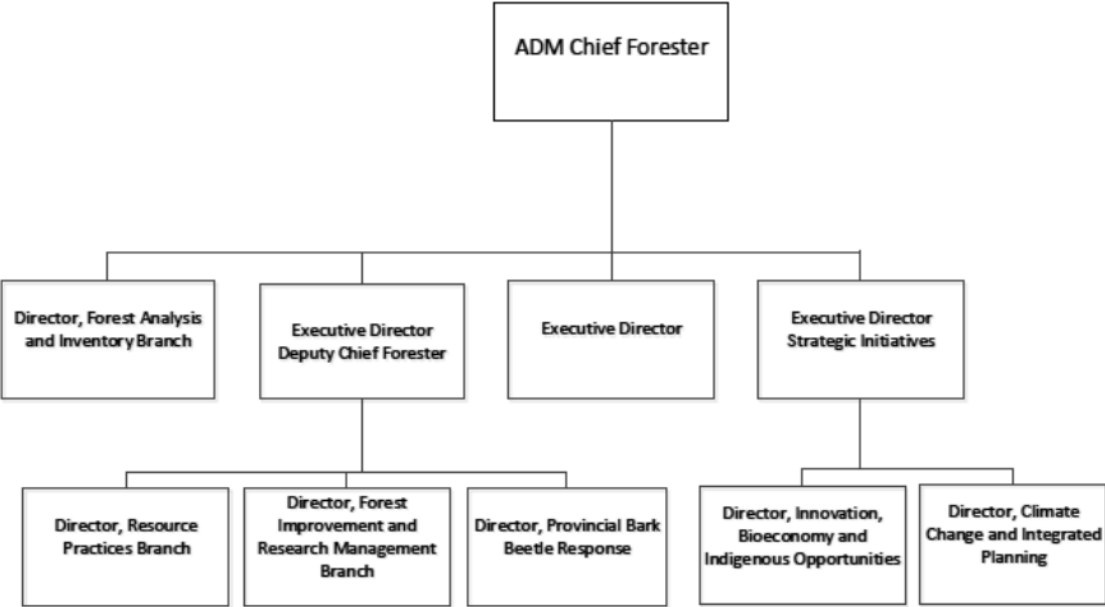 ADM Chief Forester
Director, Forest Analysis
and Inventory Branch
Executive Director
Deputy Chief Forester
Executive Director
Executive Director
Strategic Initiatives
Director, Resource
Practices Branch
Director, Forest
Improvement and
Research Management
Branch
Director, Provincial Bark
Beetle Response
Director, Innovation,
Bioeconomy and
Indigenous Opportunities
Director, Climate
Change and Integrated
Planning